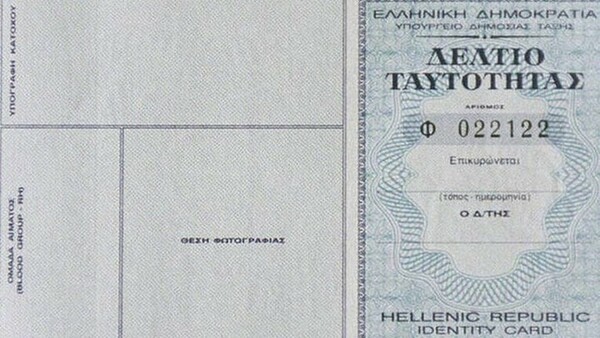 ΥΠΟΓΡΑΦΗ ΚΑΤΟΧΟΥ
ΟΜΑΔΑ ΑΙΜΑΤΟΣ
(BLOOD GROUP - RH)
ΘΕΣΗ ΦΩΤΟΓΡΑΦΙΑΣ
ΕΛΛΗΝΙΚΗ ΔΗΜΟΚΡΑΤΙΑ
ΥΠΟΥΡΓΕΙΟ ΔΗΜΟΣΙΑΣ ΤΑΞΗΣ
ΔΕΛΤΙΟ
ΤΑΥΤΟΤΗΤΑΣ
ΑΡΙΘΜΟΣ
Φ 022122
Επικυρώνεται
(τόπος - ημερομηνία)
Ο Δ/ΤΗΣ
HELLENIC REPUBLIC
IDENTITY CARD